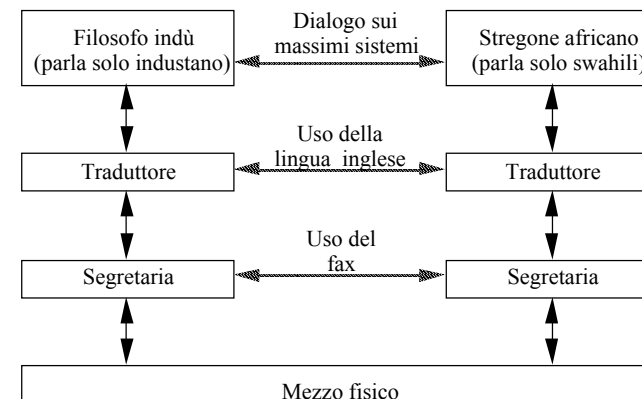 Filosofo indù
(parla solo industano)
Dialogo sui
massimi sistemi
Stregone africano
(parla solo swahili)
Traduttore
Uso della
lingua inglese
Traduttore
Segretaria
Uso del
fax
Segretaria
Mezzo fisico